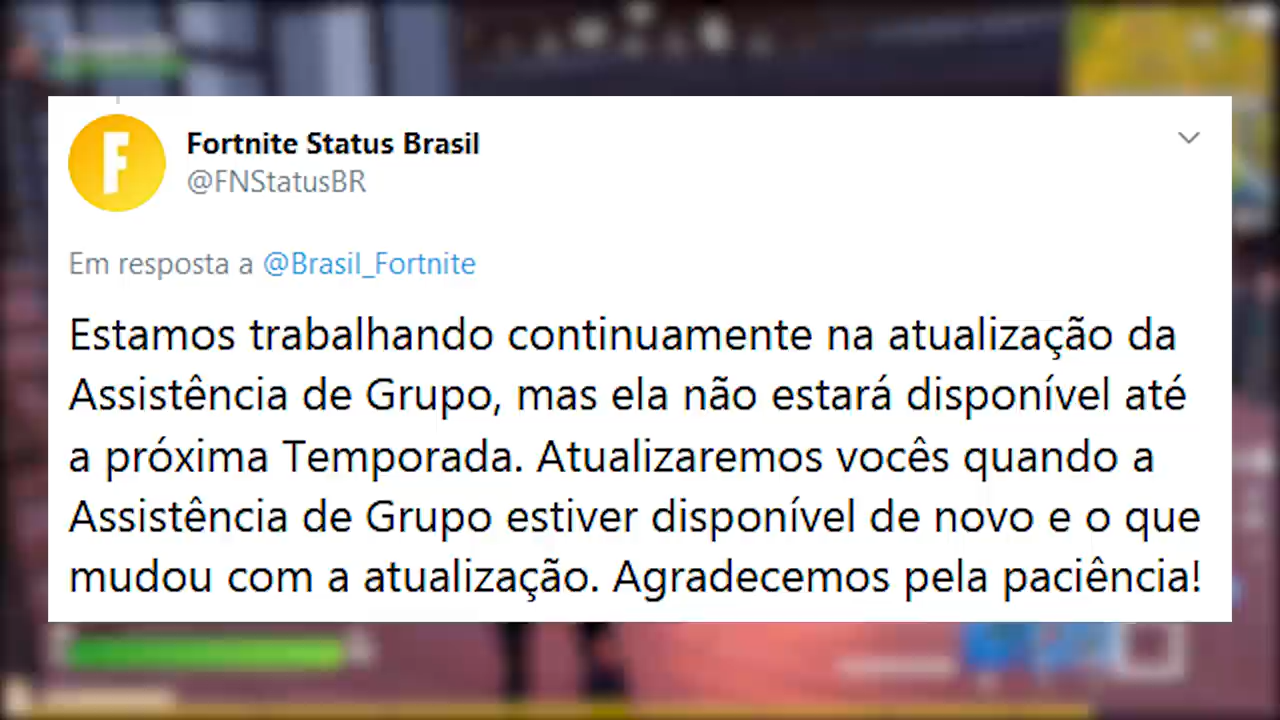 F
Fortnite Status Brasil
@FNStatusBR
Em resposta a @Brasil_Fortnite
Estamos trabalhando continuamente na atualização da
Assistência de Grupo, mas ela não estará disponível até
a próxima Temporada. Atualizaremos vocês quando a
Assistência de Grupo estiver disponível de novo e o que
mudou com a atualização. Agradecemos pela paciência!